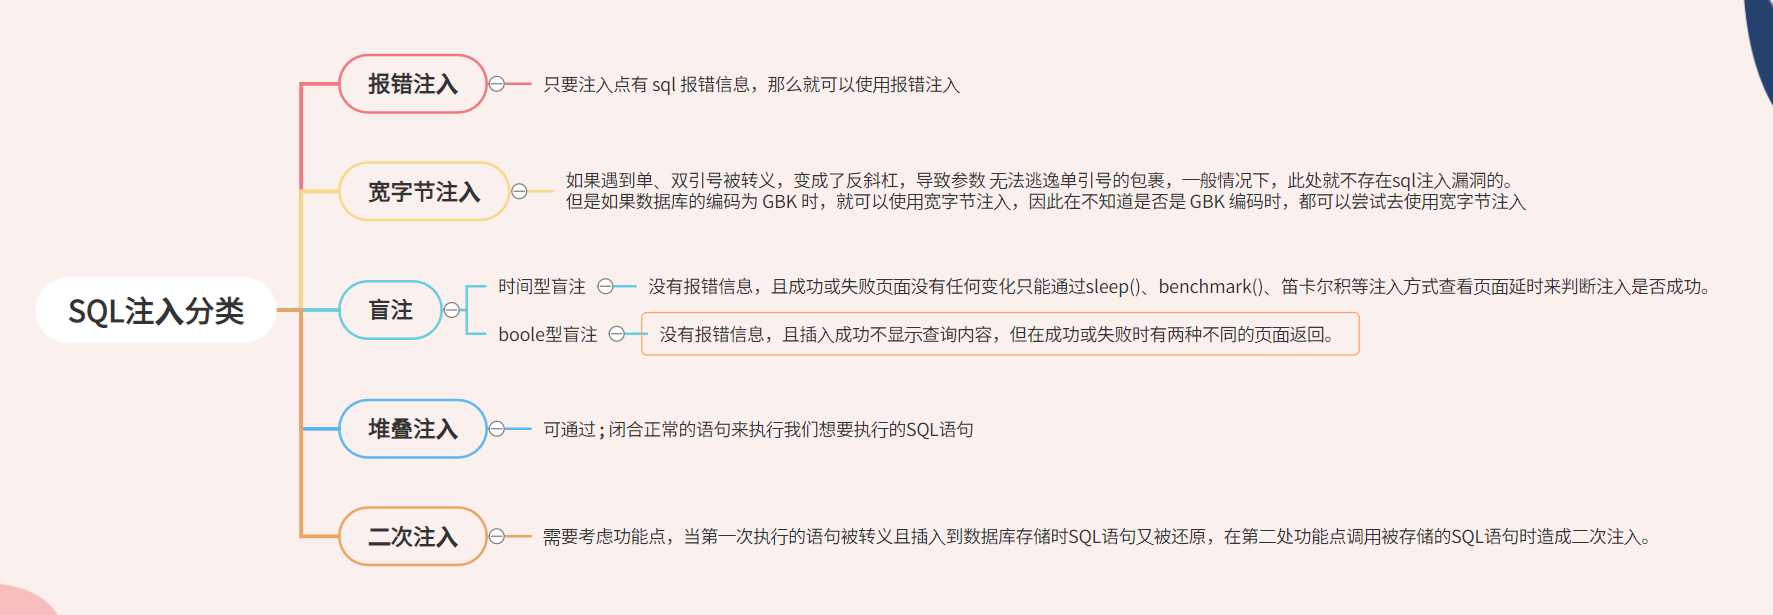 SQL注入分类
报错注入
只要注入点有 sql 报错信息，那么就可以使用报错注入
宽字节注入
如果遇到单、双引号被转义，变成了反斜杠，导致参数 无法逃逸单引号的包裹，一般情况下，此处就不存在sql注入漏洞的。
但是如果数据库的编码为 GBK 时，就可以使用宽字节注入，因此在不知道是否是 GBK 编码时，都可以尝试去使用宽字节注入
盲注
时间型盲注
没有报错信息，且成功或失败页面没有任何变化只能通过sleep()、benchmark()、笛卡尔积等注入方式查看页面延时来判断注入是否成功。
boole型盲注
没有报错信息，且插入成功不显示查询内容，但在成功或失败时有两种不同的页面返回。
堆叠注入
可通过 ; 闭合正常的语句来执行我们想要执行的SQL语句
二次注入
需要考虑功能点，当第一次执行的语句被转义且插入到数据库存储时SQL语句又被还原，在第二处功能点调用被存储的SQL语句时造成二次注入。